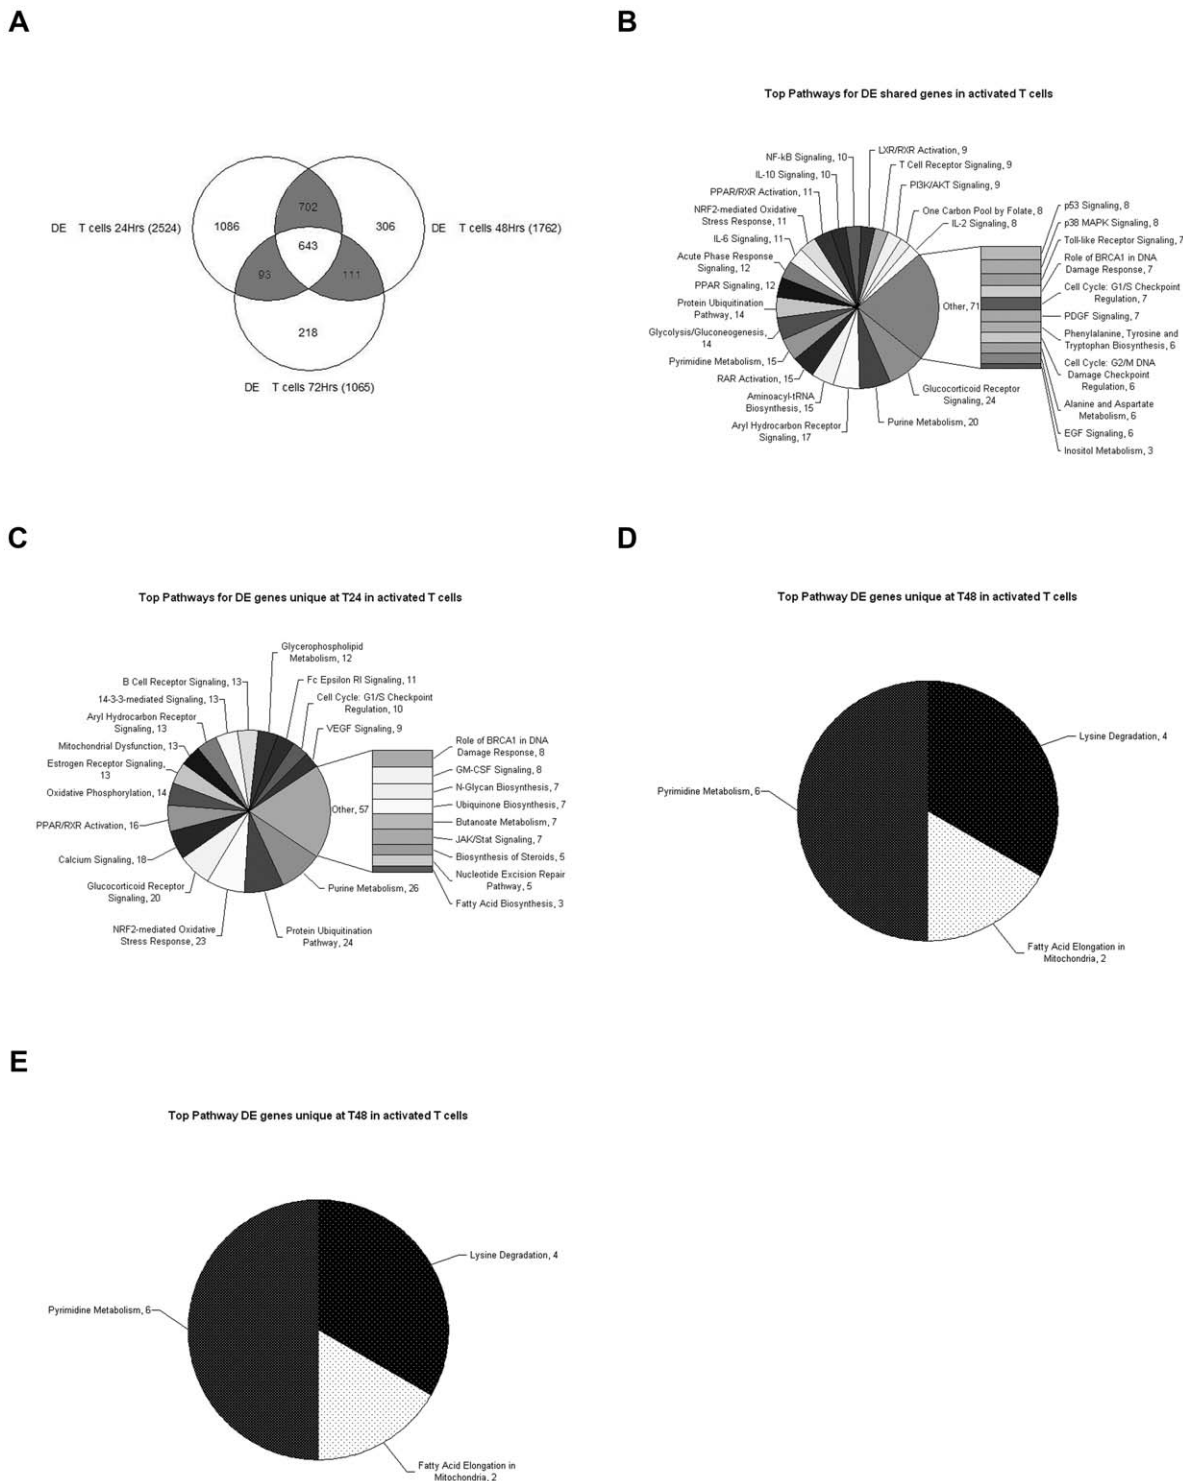 A
DE T cells 24Hrs (2524)
1086
702
306
DE T cells 48Hrs (1762)
643
93
111
218
DE T cells 72Hrs (1065)
B
Top Pathways for DE shared genes in activated T cells
LXR/RXR Activation, 9
T Cell Receptor Signaling, 9
PI3K/AKT Signaling, 9
One Carbon Pool by Folate, 8
IL-2 Signaling, 8
NF-kB Signaling, 10
IL-10 Signaling, 10
PPAR/RXR Activation, 11
NRF2-mediated Oxidative
Stress Response, 11
IL-6 Signaling, 11
Acute Phase Response
Signaling, 12
PPAR Signaling, 12
Protein Ubiquitination
Pathway, 14
Glycolysis/Gluconeogenesis,
14
Pyrimidine Metabolism, 15
RAR Activation, 15
Aminoacyl-tRNA
Biosynthesis, 15
Aryl Hydrocarbon Receptor
Signaling, 17
Purine Metabolism, 20
Glucocorticoid Receptor
Signaling, 24
Other, 71
p53 Signaling, 8
p38 MAPK Signaling, 8
Toll-like Receptor Signaling, 7
Role of BRCA1 in DNA
Damage Response, 7
Cell Cycle: G1/S Checkpoint
Regulation, 7
PDGF Signaling, 7
Phenylalanine, Tyrosine and
Tryptophan Biosynthesis, 6
Cell Cycle: G2/M DNA
Damage Checkpoint
Regulation, 6
Alanine and Aspartate
Metabolism, 6
EGF Signaling, 6
Inositol Metabolism, 3
C
Top Pathways for DE genes unique at T24 in activated T cells
Glycerophospholipid
Metabolism, 12
Fc Epsilon RI Signaling, 11
Cell Cycle: G1/S Checkpoint
Regulation, 10
VEGF Signaling, 9
B Cell Receptor Signaling, 13
14-3-3-mediated Signaling, 13
Aryl Hydrocarbon Receptor
Signaling, 13
Mitochondrial Dysfunction, 13
Estrogen Receptor Signaling,
13
Oxidative Phosphorylation, 14
PPAR/RXR Activation, 16
Calcium Signaling, 18
Glucocorticoid Receptor
Signaling, 20
NRF2-mediated Oxidative
Stress Response, 23
Protein Ubiquitination
Pathway, 24
Purine Metabolism, 26
Other, 57
Role of BRCA1 in DNA
Damage Response, 8
GM-CSF Signaling, 8
N-Glycan Biosynthesis, 7
Ubiquinone Biosynthesis, 7
Butanoate Metabolism, 7
JAK/Stat Signaling, 7
Biosynthesis of Steroids, 5
Nucleotide Excision Repair
Pathway, 5
Fatty Acid Biosynthesis, 3
D
Top Pathway DE genes unique at T48 in activated T cells
Lysine Degradation, 4
Pyrimidine Metabolism, 6
Fatty Acid Elongation in
Mitochondria, 2
E
Top Pathway DE genes unique at T48 in activated T cells
Lysine Degradation, 4
Pyrimidine Metabolism, 6
Fatty Acid Elongation in
Mitochondria, 2